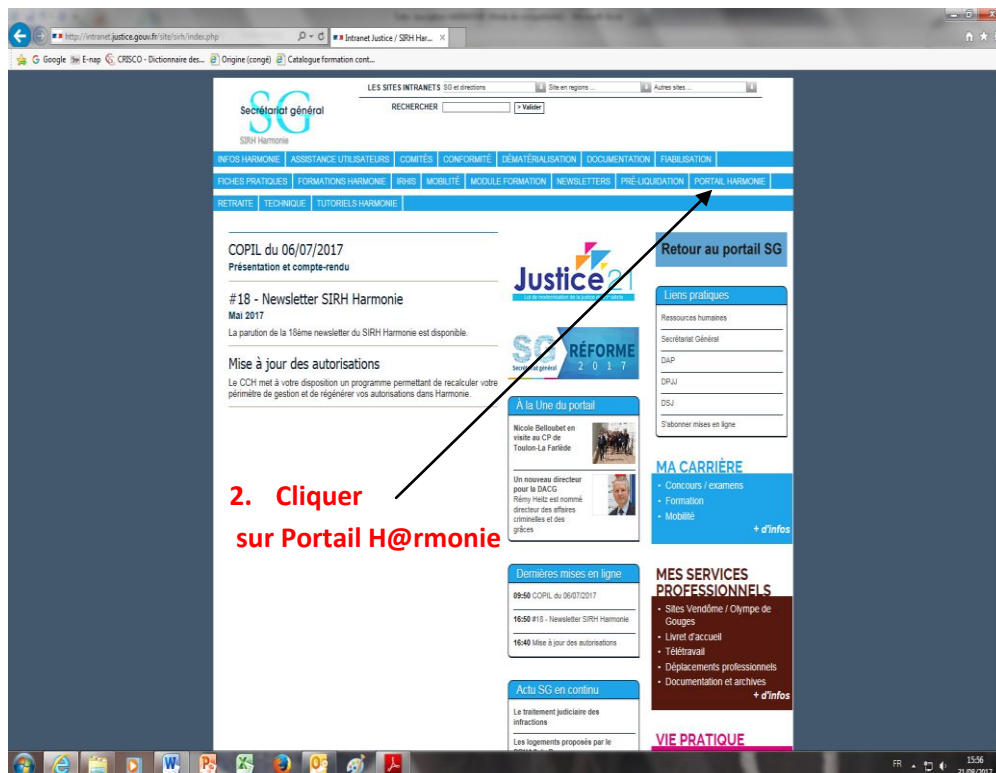 http://intranet.justice.gouv.fr/site/sirh/index.php
Intranet Justice / SIRH Har...
Google E-nap CRISCO - Dictionnaire des... Origine (congé) Catalogue formation cont...
LES SITES INTRANETS SG et directions Site en regions ... Autres sites ...
RECHERCHER > Valider
SG
Secrétariat général
SIRH Harmonie
INFOS HARMONIE ASSISTANCE UTILISATEURS COMITÉS CONFORMITÉ DÉMATÉRIALISATION DOCUMENTATION FIABILISATION
FICHES PRATIQUES FORMATIONS HARMONIE IRHIS MOBILITÉ MODULE FORMATION NEWSLETTERS PRÉ-LIQUIDATION PORTAIL HARMONIE
RETRAITE TECHNIQUE TUTORIELS HARMONIE
COPIL du 06/07/2017
Présentation et compte-rendu
#18 - Newsletter SIRH Harmonie
Mai 2017
La parution de la 18ème newsletter du SIRH Harmonie est disponible.
Mise à jour des autorisations
Le CCH met à votre disposition un programme permettant de recalculer votre
périmètre de gestion et de régénérer vos autorisations dans Harmonie.
2. Cliquer
sur Portail H@rmonie
Justice 21
SG RÉFORME
Secrétariat général 2 0 1 7
À la Une du portail
Nicole Belloubet en
visite au CP de
Toulon-La Farlède
Un nouveau directeur
pour la DACG
Rémy Heitz est nommé
directeur des affaires
criminelles et des
grâces
Dernières mises en ligne
09:50 COPIL du 06/07/2017
16:50 #18 - Newsletter SIRH Harmonie
16:40 Mise à jour des autorisations
Actu SG en continu
Le traitement judiciaire des
infractions
Les logements proposés par le
Retour au portail SG
Liens pratiques
Ressources humaines
Secrétariat Général
DAP
DPJJ
DSJ
S'abonner mises en ligne
MA CARRIÈRE
• Concours / examens
• Formation
• Mobilité
+ d'infos
MES SERVICES
PROFESSIONNELS
• Sites Vendôme / Olympe de
Gouges
• Livret d'accueil
• Télétravail
• Déplacements professionnels
• Documentation et archives
+ d'infos
VIE PRATIQUE
FR
15:56
21/08/2017